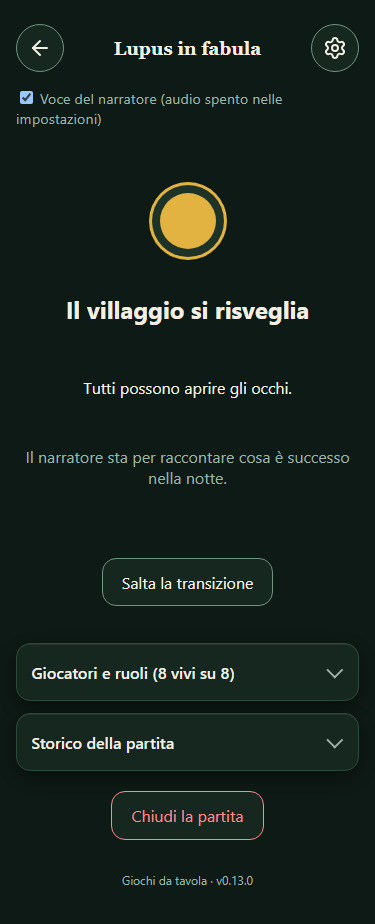 Lupus in fabula
Voce del narratore (audio spento nelle
impostazioni)
Il villaggio si risveglia
Tutti possono aprire gli occhi.
Il narratore sta per raccontare cosa è successo
nella notte.
Salta la transizione
Giocatori e ruoli (8 vivi su 8)
Storico della partita
Chiudi la partita
Giochi da tavola · v0.13.0